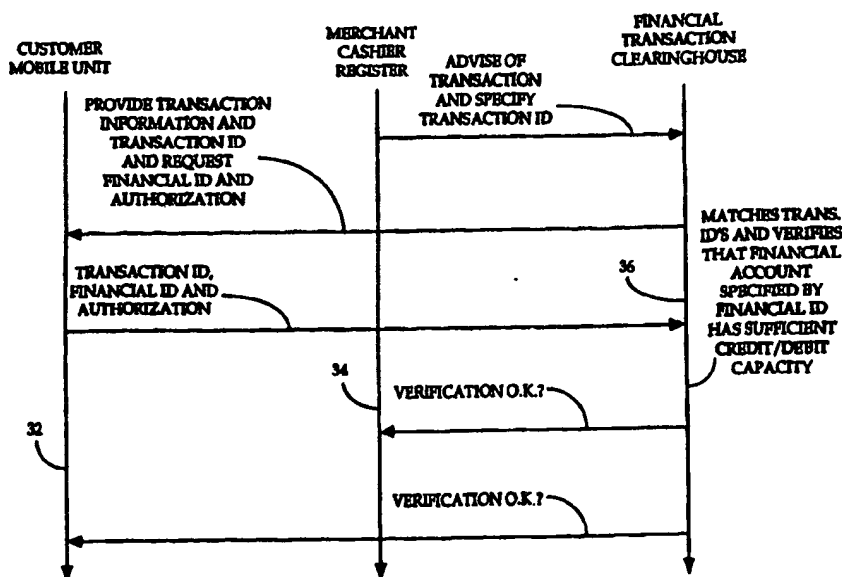 CUSTOMER
MOBILE UNIT
MERCHANT
CASHIER
REGISTER
FINANCIAL
TRANSACTION
CLEARINGHOUSE
ADVISE OF
TRANSACTION
AND SPECIFY
TRANSACTION ID
PROVIDE TRANSACTION
INFORMATION AND
TRANSACTION ID
AND REQUEST
FINANCIAL ID AND
AUTHORIZATION
MATCHES TRANS.
ID'S AND VERIFIES
THAT FINANCIAL
ACCOUNT
SPECIFIED BY
FINANCIAL ID
HAS SUFFICIENT
CREDIT/DEBIT
CAPACITY
TRANSACTION ID,
FINANCIAL ID AND
AUTHORIZATION
36
34
VERIFICATION O.K.?
32
VERIFICATION O.K.?